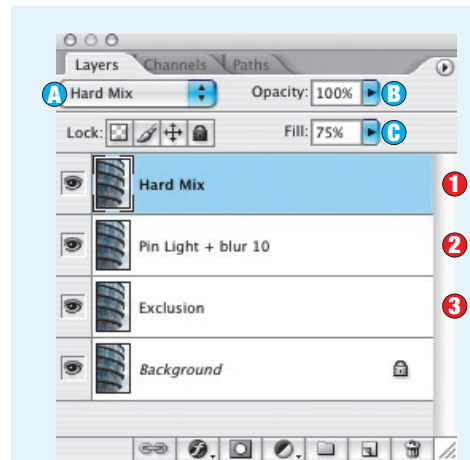 Layers Channels Paths
A Hard Mix Opacity: 100% B
Lock: Fill: 75% C
Hard Mix 1
Pin Light + blur 10 2
Exclusion 3
Background